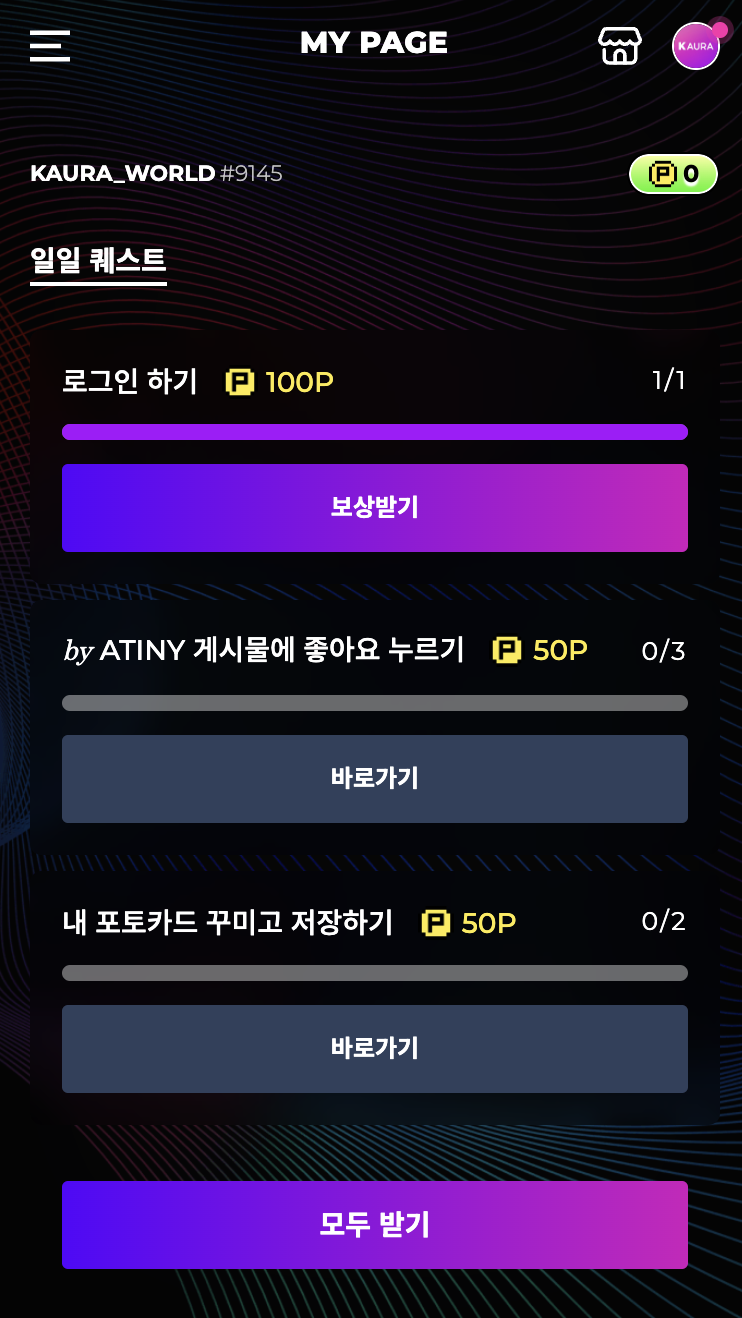 MY PAGE
KAURA
KAURA_WORLD #9145
P 0
일일 퀘스트
로그인 하기 P 100P 1/1
보상받기
by ATINY 게시물에 좋아요 누르기 P 50P 0/3
바로가기
내 포토카드 꾸미고 저장하기 P 50P 0/2
바로가기
모두 받기